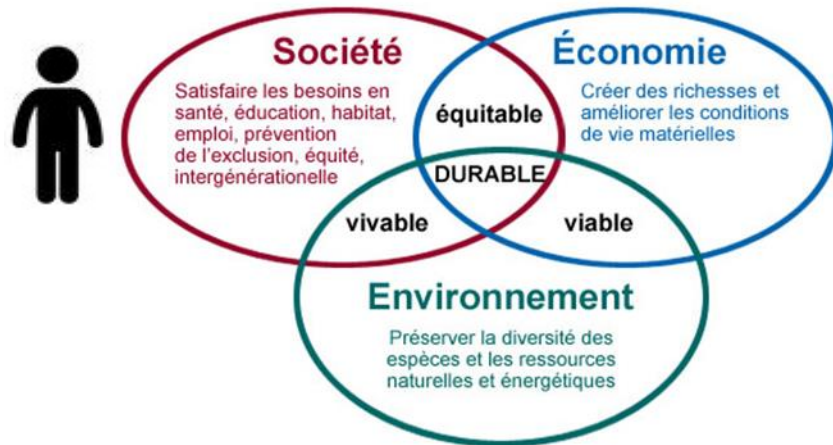 Société
Satisfaire les besoins en
santé, éducation, habitat,
emploi, prévention
de l'exclusion, équité,
intergénérationelle
Économie
Créer des richesses et
améliorer les conditions
de vie matérielles
équitable
DURABLE
vivable
viable
Environnement
Préserver la diversité des
espèces et les ressources
naturelles et énergétiques